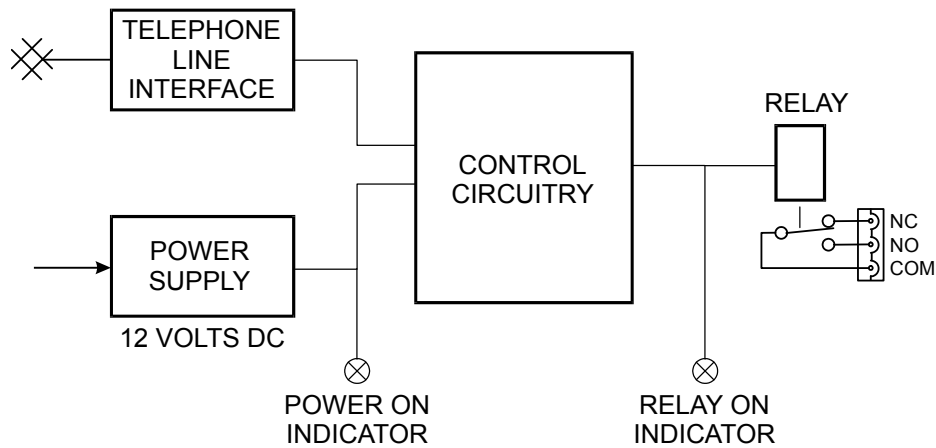 TELEPHONE
LINE
INTERFACE
CONTROL
CIRCUITRY
RELAY
NC
NO
COM
POWER
SUPPLY
12 VOLTS DC
POWER ON
INDICATOR
RELAY ON
INDICATOR